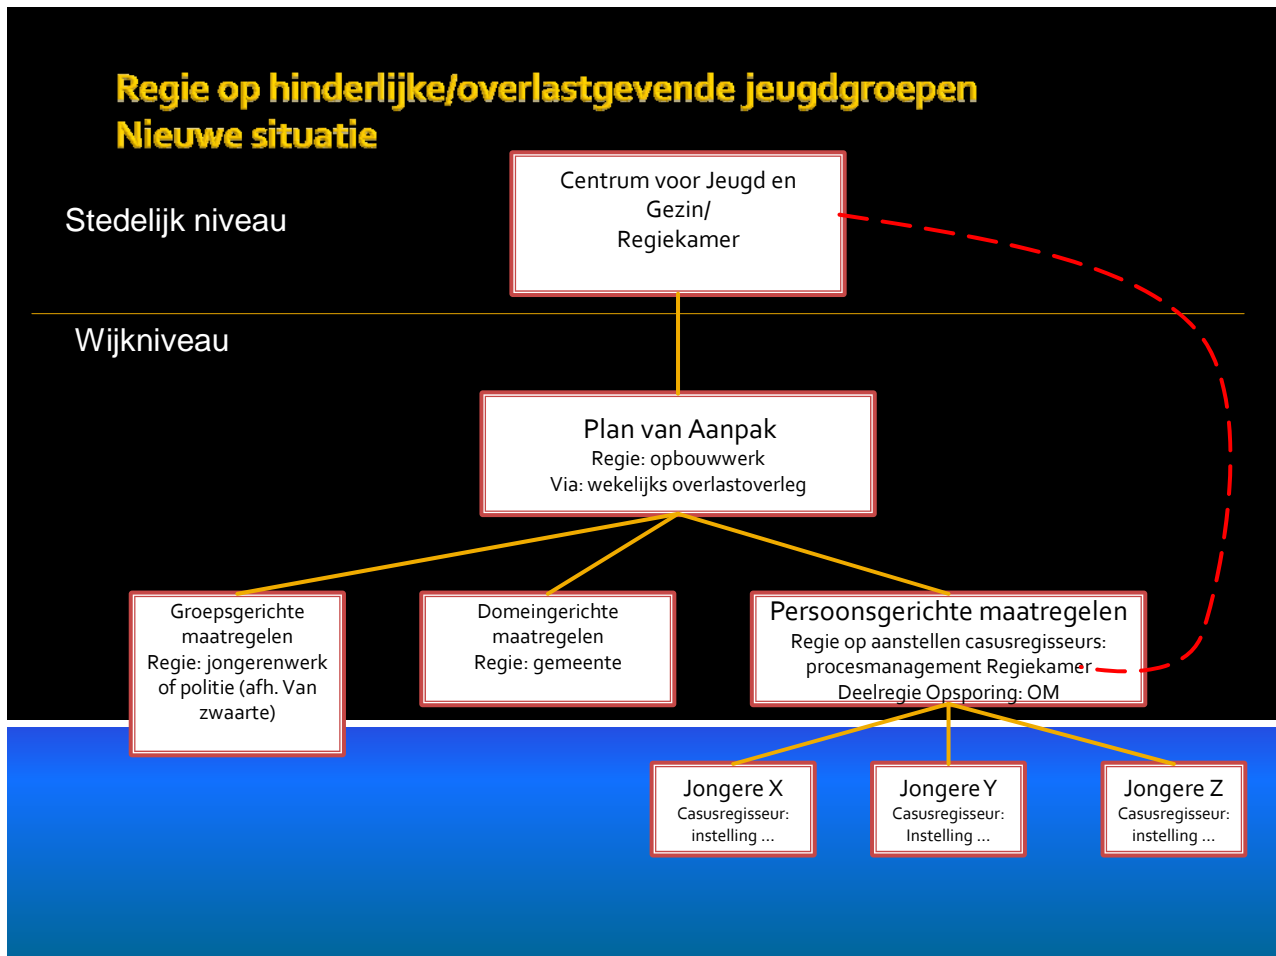 Regie op hinderlijke/overlastgevende jeugdgroepen
Nieuwe situatie
Stedelijk niveau
Centrum voor Jeugd en
Gezin/
Regiekamer
Wijkniveau
Plan van Aanpak
Regie: opbouwwerk
Via: wekelijks overlastoverleg
Groepsgerichte
maatregelen
Regie: jongerenwerk
of politie (afh. Van
zwaarte)
Domeingerichte
maatregelen
Regie: gemeente
Persoonsgerichte maatregelen
Regie op aanstellen casusregisseurs:
procesmanagement Regiekamer
Deelregie Opsporing: OM
Jongere X
Casusregisseur:
instelling ...
Jongere Y
Casusregisseur:
Instelling ...
Jongere Z
Casusregisseur:
instelling ...